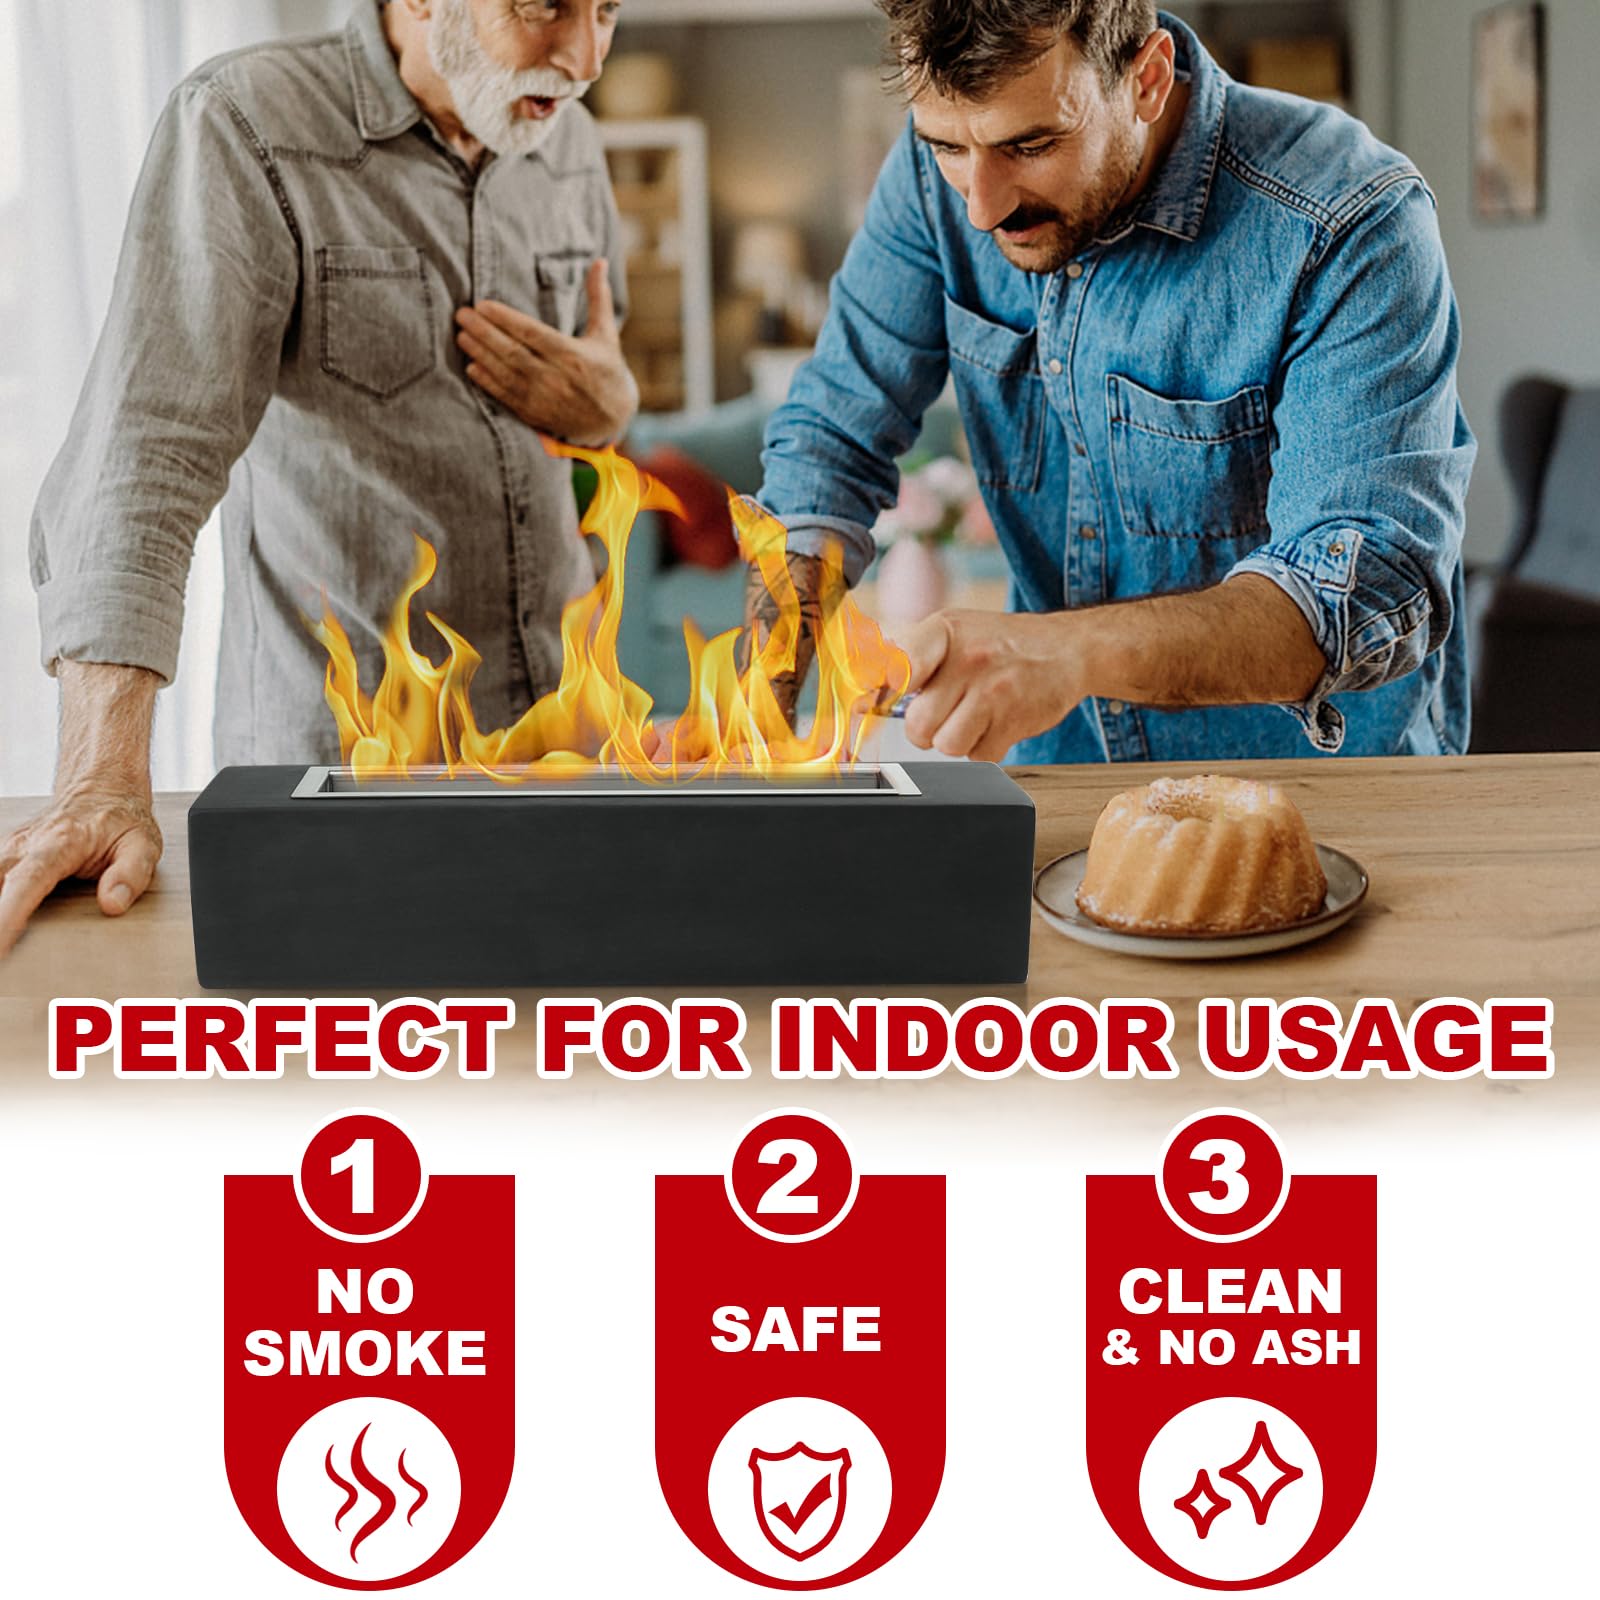 PERFECT FOR INDOOR USAGE
1
NO
SMOKE
2
SAFE
3
CLEAN
& NO ASH